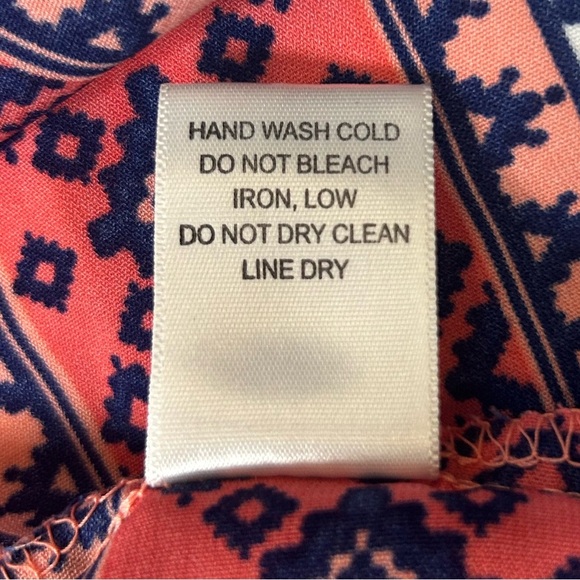 HAND WASH COLD
DO NOT BLEACH
IRON, LOW
DO NOT DRY CLEAN
LINE DRY